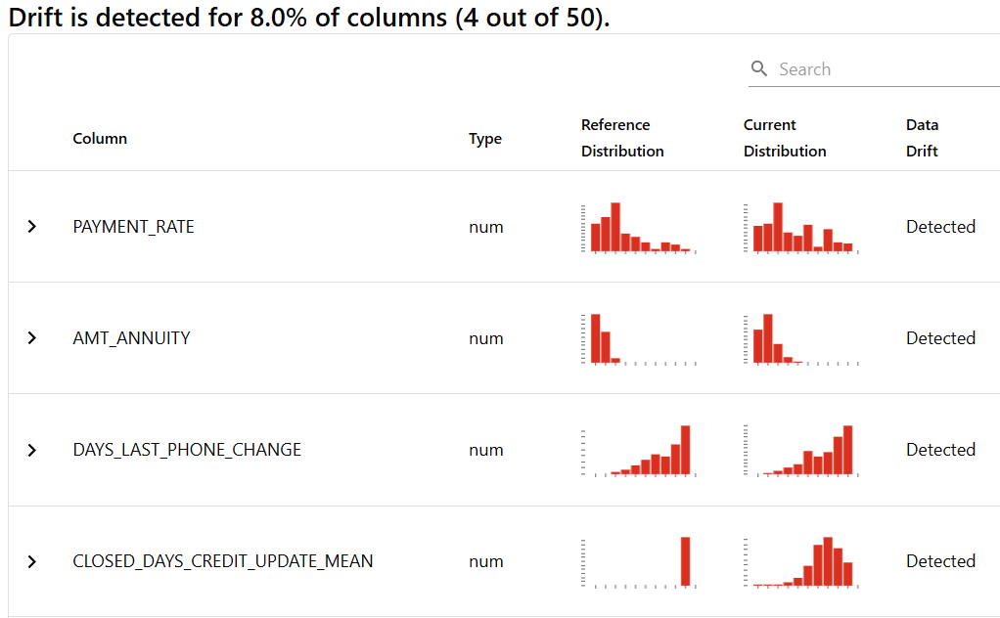 Drift is detected for 8.0% of columns (4 out of 50).
Search
Column Type Reference Distribution Current Distribution Data Drift
PAYMENT_RATE num Detected
AMT_ANNUITY num Detected
DAYS_LAST_PHONE_CHANGE num Detected
CLOSED_DAYS_CREDIT_UPDATE_MEAN num Detected